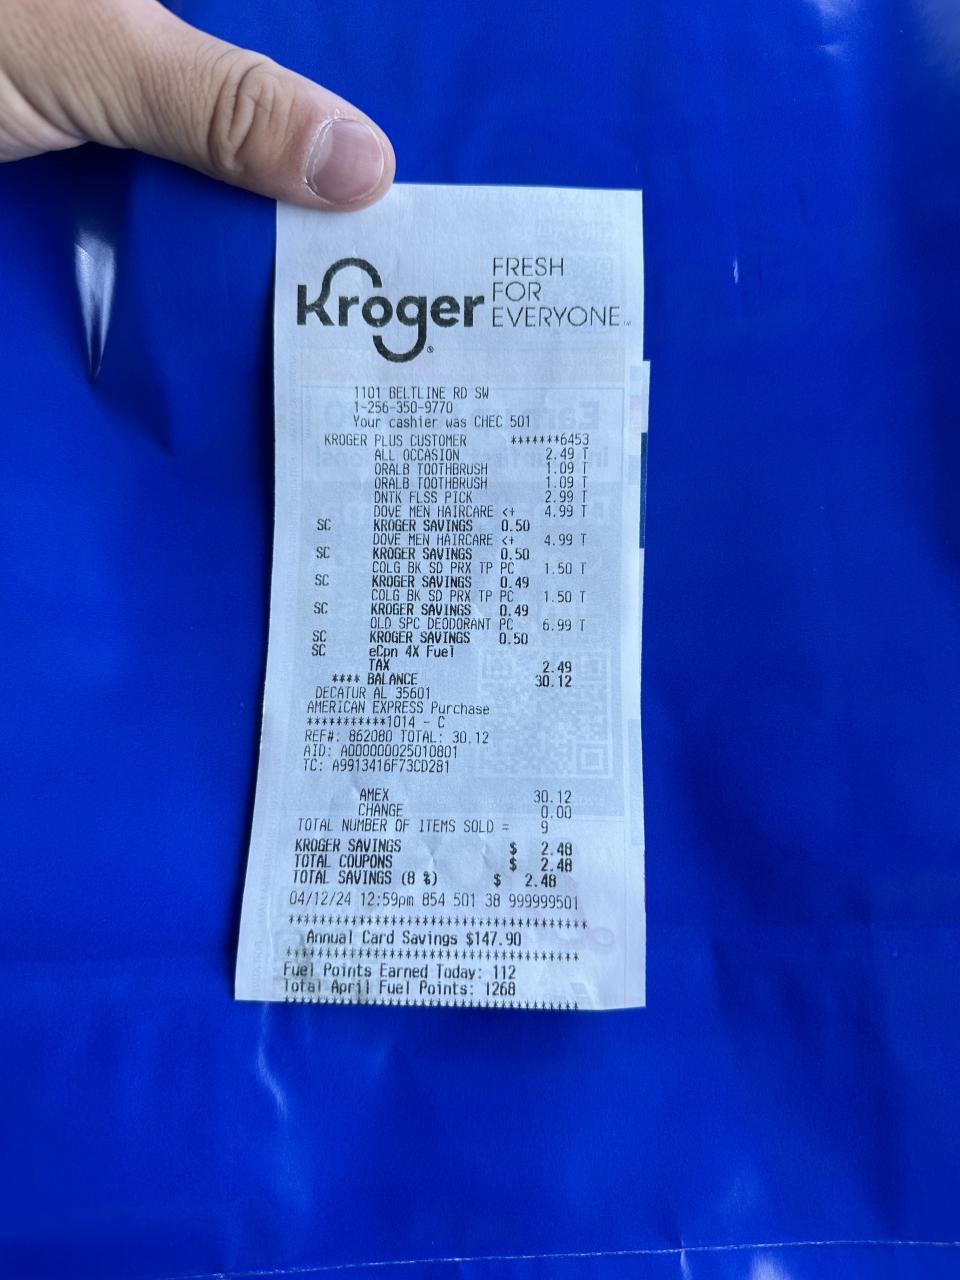 Kroger
FRESH
FOR
EVERYONE
1101 BELTLINE RD SW
1-256-350-9770
Your cashier was CHEC 501
KROGER PLUS CUSTOMER *******6453
ALL OCCASION 2.49 T
ORALB TOOTHBRUSH 1.09 T
ORALB TOOTHBRUSH 1.09 T
DNTK FLSS PICK 2.99 T
DOVE MEN HAIRCARE <+ 4.99 T
SC KROGER SAVINGS 0.50
DOVE MEN HAIRCARE <+ 4.99 T
SC KROGER SAVINGS 0.50
COLG BK SD PRX TP PC 1.50 T
SC KROGER SAVINGS 0.49
COLG BK SD PRX TP PC 1.50 T
SC KROGER SAVINGS 0.49
OLD SPC DEODORANT PC 6.99 T
SC KROGER SAVINGS 0.50
SC eCpn 4X Fuel
TAX 2.49
**** BALANCE 30.12
DECATUR AL 35601
AMERICAN EXPRESS Purchase
***********1014 - C
REF#: 862080 TOTAL: 30.12
AID: A000000025010801
TC: A9913416F73CD281
AMEX 30.12
CHANGE 0.00
TOTAL NUMBER OF ITEMS SOLD = 9
KROGER SAVINGS $ 2.48
TOTAL COUPONS $ 2.48
TOTAL SAVINGS (8 %) $ 2.48
04/12/24 12:59pm 854 501 38 999999501
Annual Card Savings $147.90
Fuel Points Earned Today: 112
Total April Fuel Points: 1268